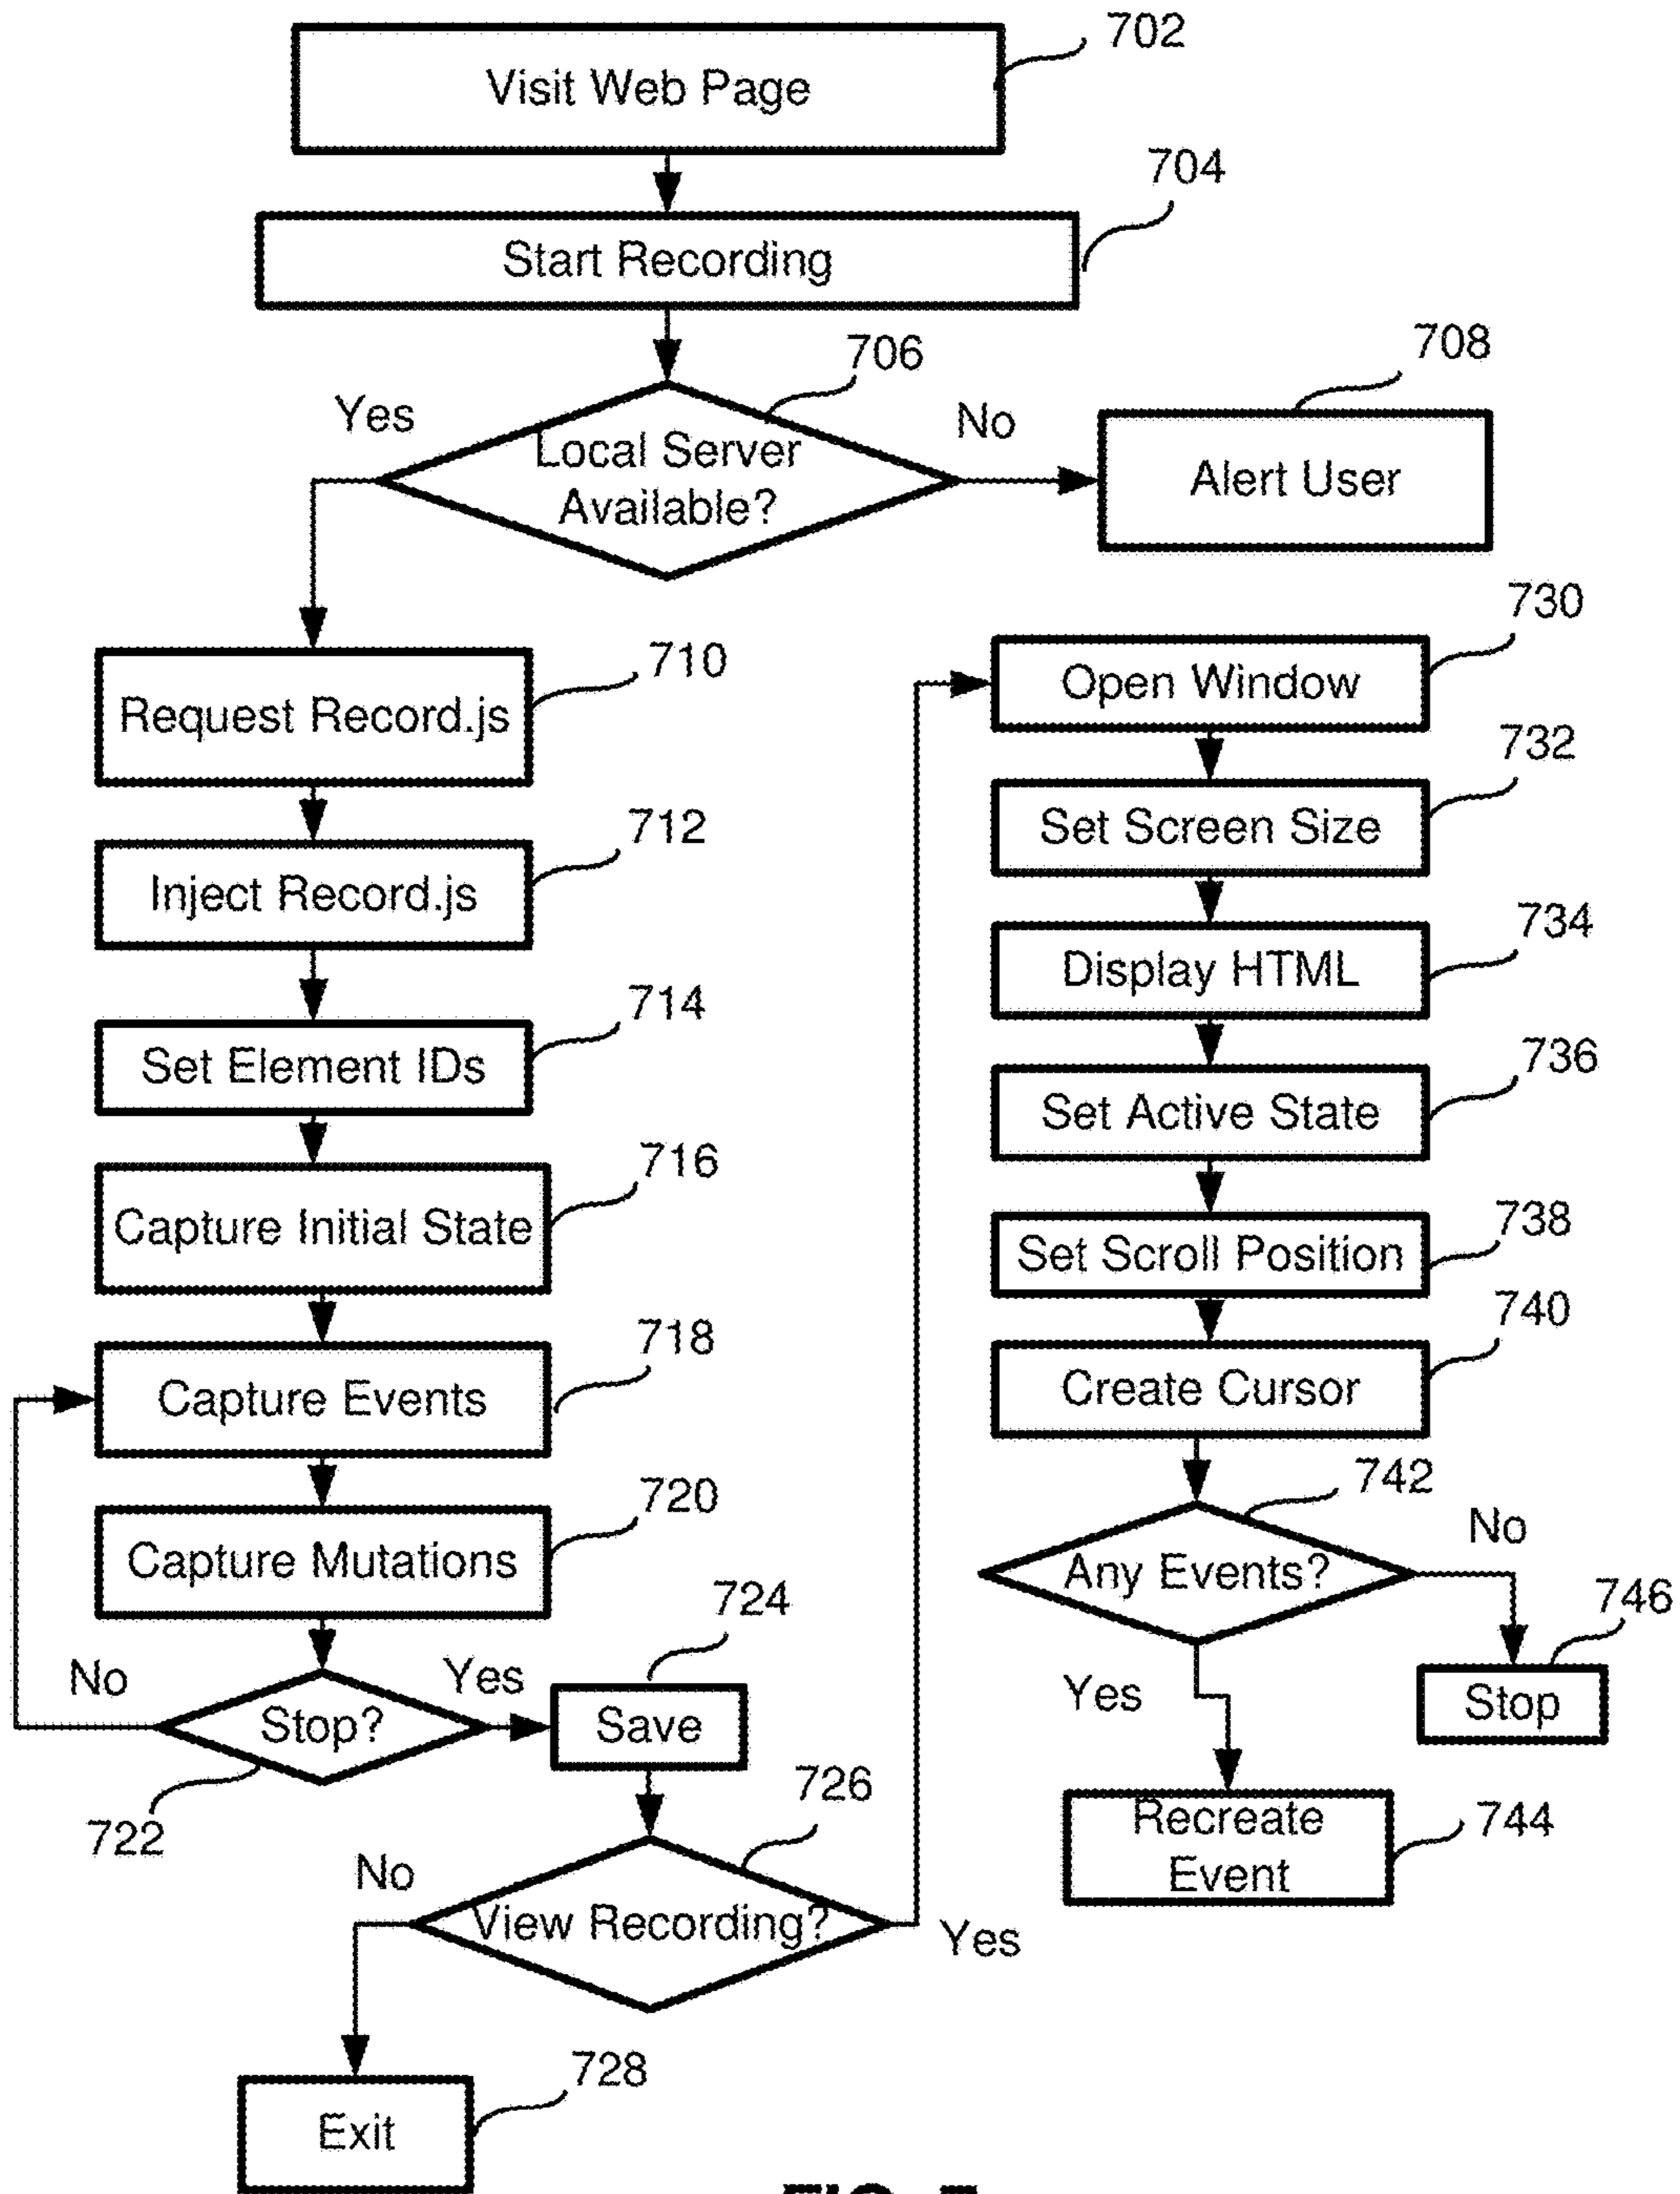 702
Visit Web Page
704
Start Recording
706
708
Yes
No
Local Server
Available?
Alert User
710
Request Record.js
712
Inject Record.js
714
Set Element IDs
716
Capture Initial State
718
Capture Events
720
Capture Mutations
No
Yes
724
Stop?
Save
722
726
No
View Recording?
Yes
728
Exit
730
Open Window
732
Set Screen Size
734
Display HTML
736
Set Active State
738
Set Scroll Position
740
Create Cursor
742
No
Any Events?
746
Yes
Stop
Recreate
Event
744